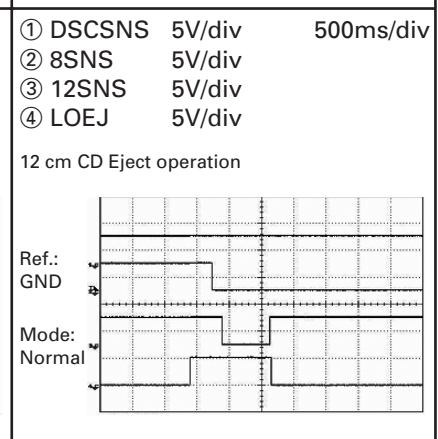 ① DSCSNS 5V/div 500ms/div
② 8SNS 5V/div
③ 12SNS 5V/div
④ LOEJ 5V/div
12 cm CD Eject operation
Ref.:
GND
Mode:
Normal